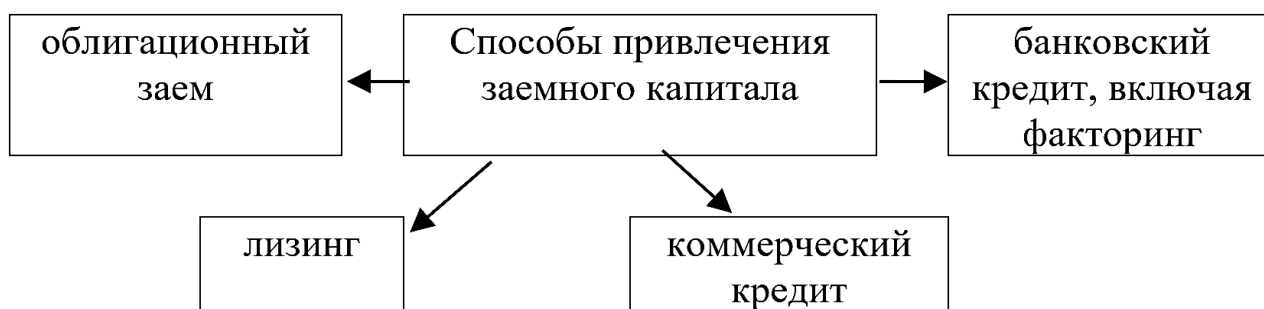 облигационный
заем
Способы привлечения
заемного капитала
банковский
кредит, включая
факторинг
лизинг
коммерческий
кредит